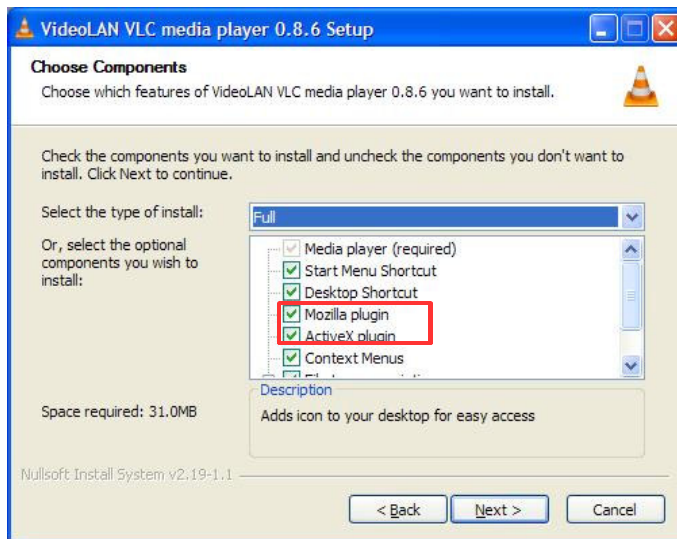 VideoLAN VLC media player 0.8.6 Setup
Choose Components
Choose which features of VideoLAN VLC media player 0.8.6 you want to install.
Check the components you want to install and uncheck the components you don't want to
install. Click Next to continue.
Select the type of install:
Full
Or, select the optional
components you wish to
install:
Media player (required)
Start Menu Shortcut
Desktop Shortcut
Mozilla plugin
ActiveX plugin
Context Menus
Description
Space required: 31.0MB
Adds icon to your desktop for easy access
Nullsoft Install System v2.19-1.1
< Back
Next >
Cancel